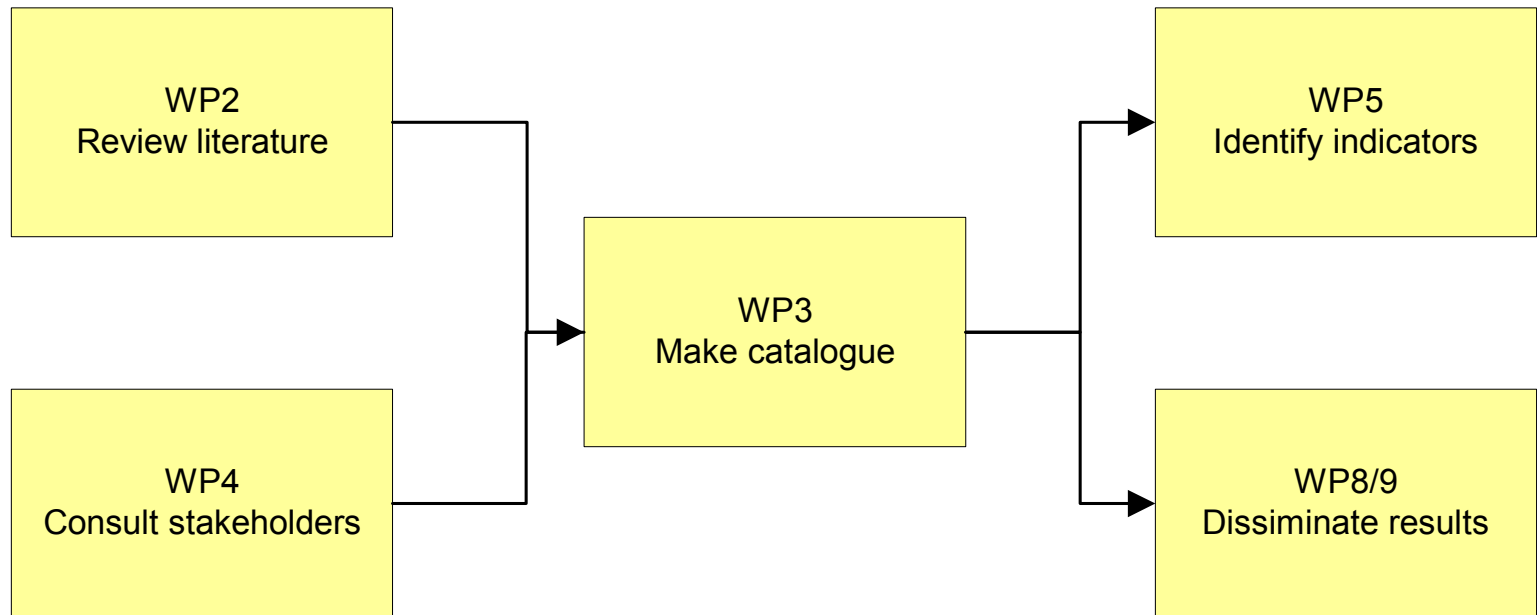 WP2
Review literature
WP4
Consult stakeholders
WP3
Make catalogue
WP5
Identify indicators
WP8/9
Dissiminate results